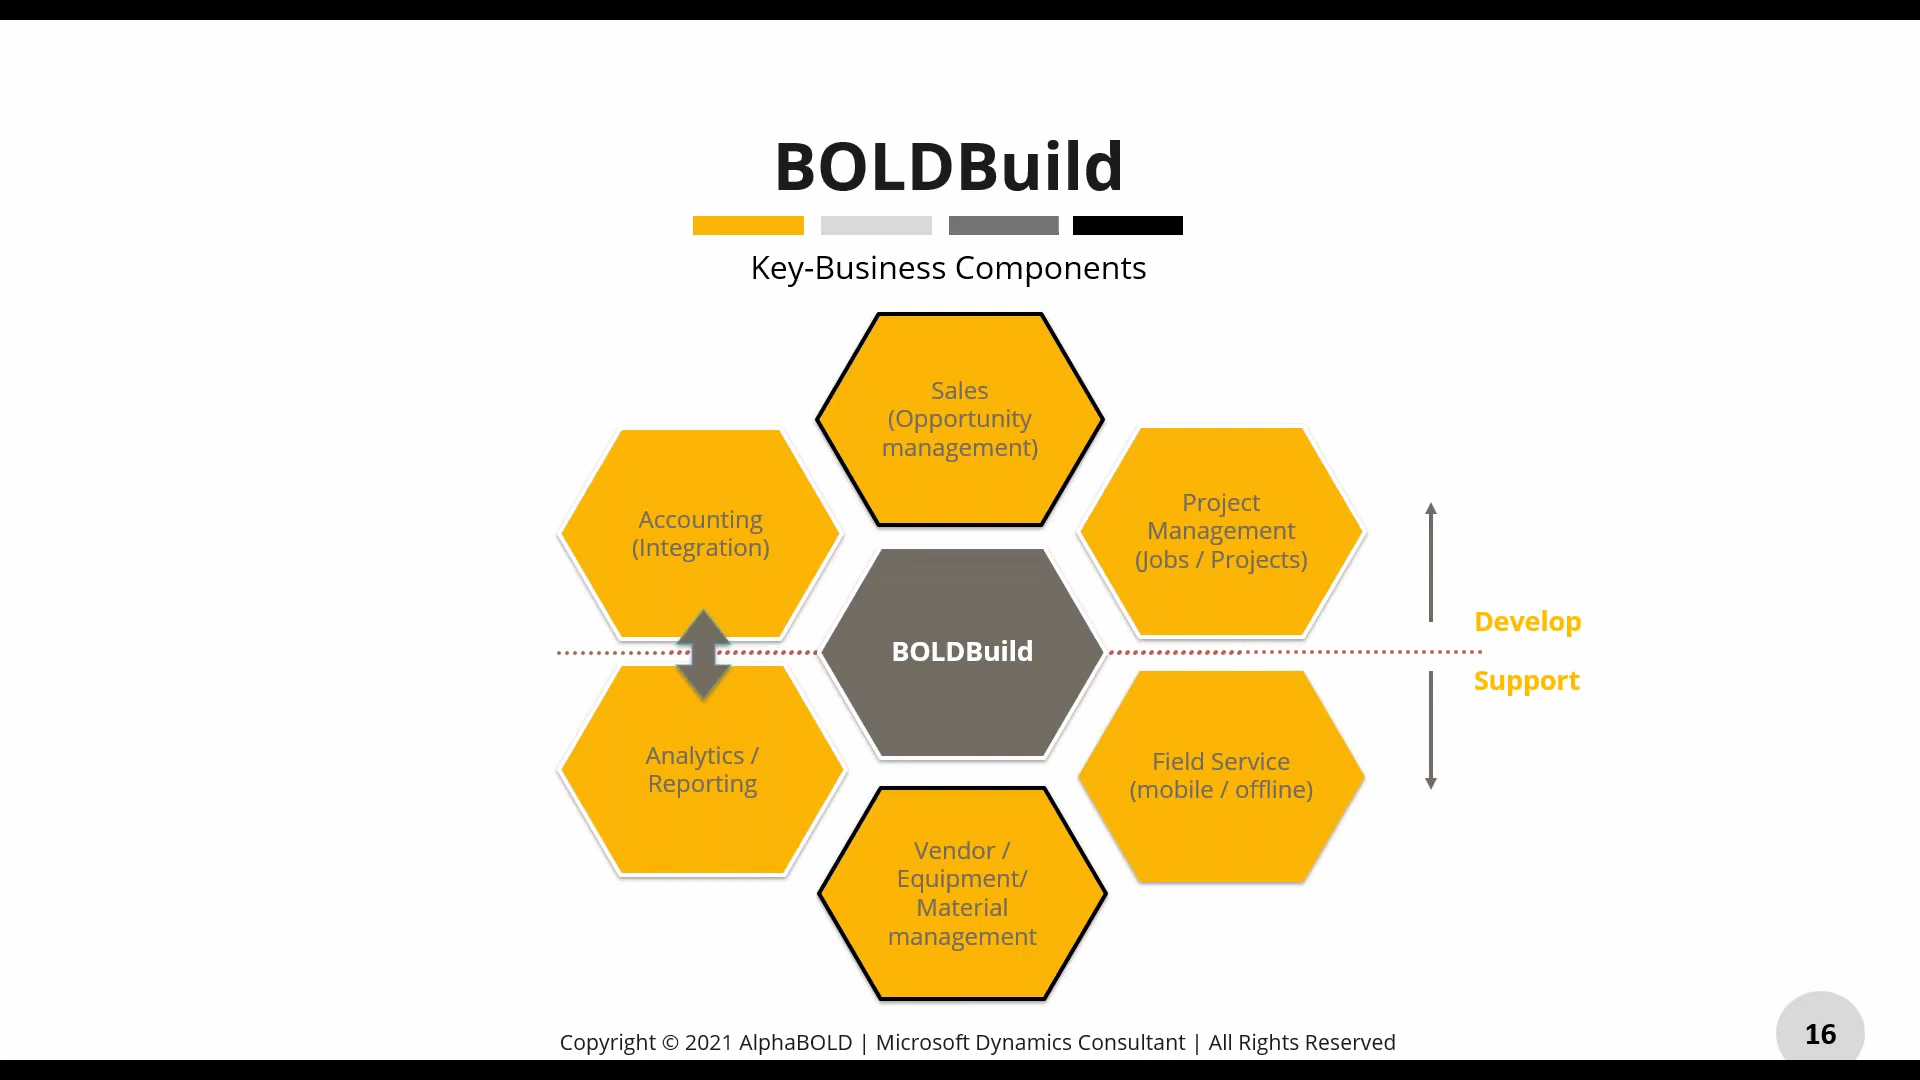 BOLDBuild
Key-Business Components
Sales
(Opportunity
management)
Accounting
(Integration)
Project
Management
(Jobs / Projects)
BOLDBuild
Develop
Support
Analytics /
Reporting
Field Service
(mobile / offline)
Vendor /
Equipment/
Material
management
Copyright © 2021 AlphaBOLD | Microsoft Dynamics Consultant | All Rights Reserved
16